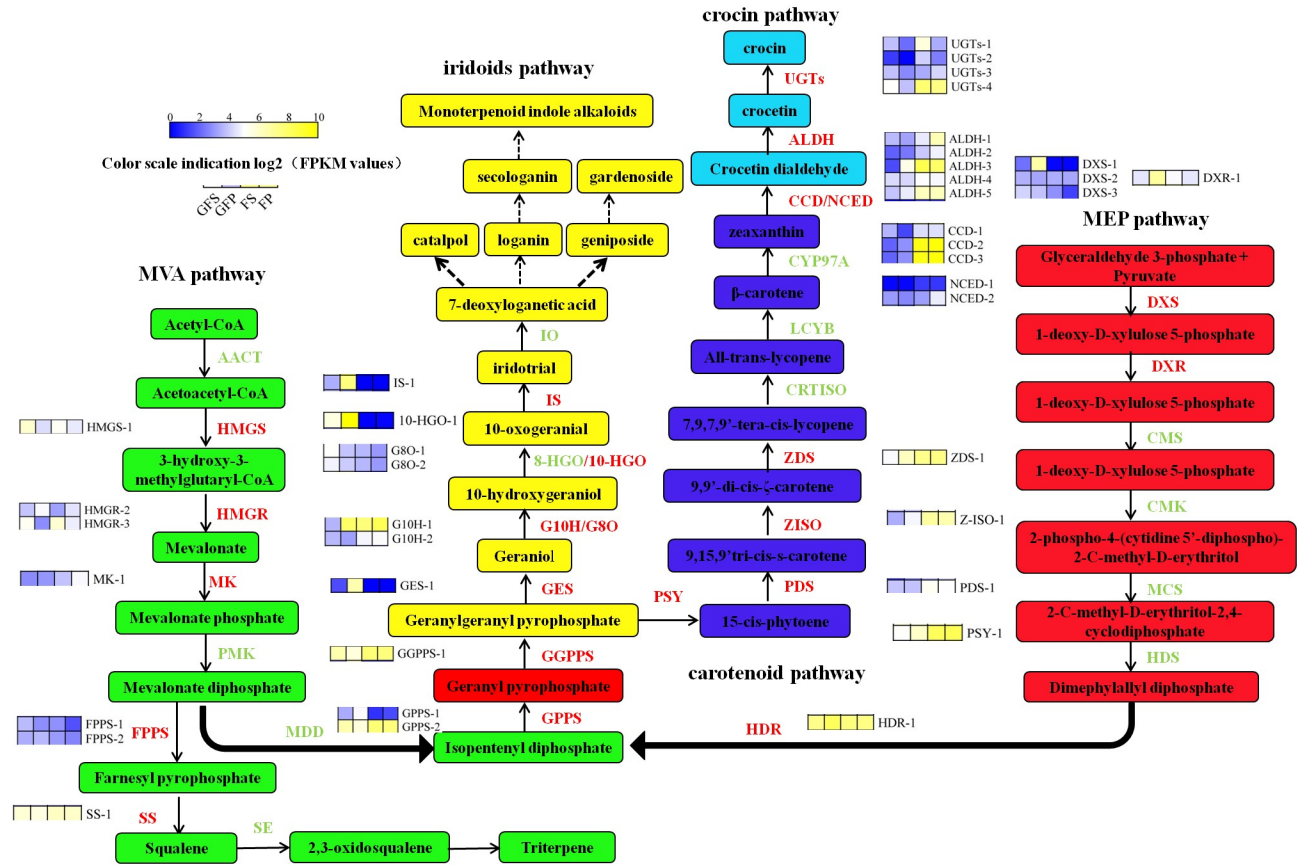 crocin pathway
crocin
UGTs
crocetin
ALDH
Crocetin dialdehyde
CCD/NCED
zeaxanthin
CYP97A
β-carotene
LCYB
All-trans-lycopene
CRTISO
7,9,7,9’-tera-cis-lycopene
ZDS
9,9’-di-cis-ζ-carotene
ZISO
9,15,9’tri-cis-s-carotene
PDS
15-cis-phytoene
PSY
carotenoid pathway
UGTs-1
UGTs-2
UGTs-3
UGTs-4
ALDH-1
ALDH-2
ALDH-3
ALDH-4
ALDH-5
CCD-1
CCD-2
CCD-3
NCED-1
NCED-2
ZDS-1
Z-ISO-1
PDS-1
PSY-1
iridoids pathway
Monoterpenoid indole alkaloids
secologanin
gardenoside
catalpol
loganin
geniposide
7-deoxyloganetic acid
IO
iridotrial
IS
10-oxogeranial
8-HGO/10-HGO
10-hydroxygeraniol
G10H/G8O
Geraniol
GES
Geranylgeranyl pyrophosphate
GGPPS
Geranyl pyrophosphate
GPPS
Isopentenyl diphosphate
IS-1
10-HGO-1
G8O-1
G8O-2
G10H-1
G10H-2
GES-1
GGPPS-1
GPPS-1
GPPS-2
0 2 4 6 8 10
Color scale indication log2（FPKM values）
GFS
GFP
FS
FP
MVA pathway
Acetyl-CoA
AACT
Acetoacetyl-CoA
HMGS
3-hydroxy-3-
methylglutaryl-CoA
HMGR
Mevalonate
MK
Mevalonate phosphate
PMK
Mevalonate diphosphate
MDD
FPPS
Farnesyl pyrophosphate
SS
Squalene
SE
2,3-oxidosqualene
Triterpene
HMGS-1
HMGR-2
HMGR-3
MK-1
FPPS-1
FPPS-2
SS-1
DXS-1
DXS-2
DXS-3
DXR-1
MEP pathway
Glyceraldehyde 3-phosphate +
Pyruvate
DXS
1-deoxy-D-xylulose 5-phosphate
DXR
1-deoxy-D-xylulose 5-phosphate
CMS
1-deoxy-D-xylulose 5-phosphate
CMK
2-phospho-4-(cytidine 5’-diphospho)-
2-C-methyl-D-erythritol
MCS
2-C-methyl-D-erythritol-2,4-
cyclodiphosphate
HDS
Dimephylallyl diphosphate
HDR
HDR-1